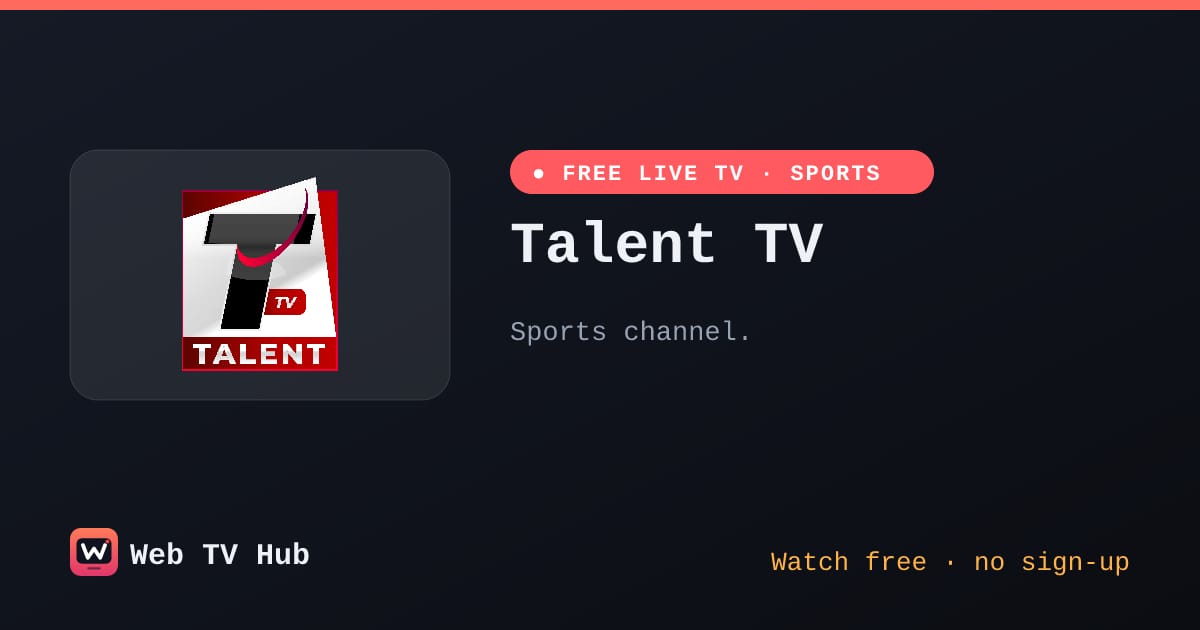 ● FREE LIVE TV · SPORTS
Talent TV
Sports channel.
T
TV
TALENT
W
Web TV Hub
Watch free · no sign-up